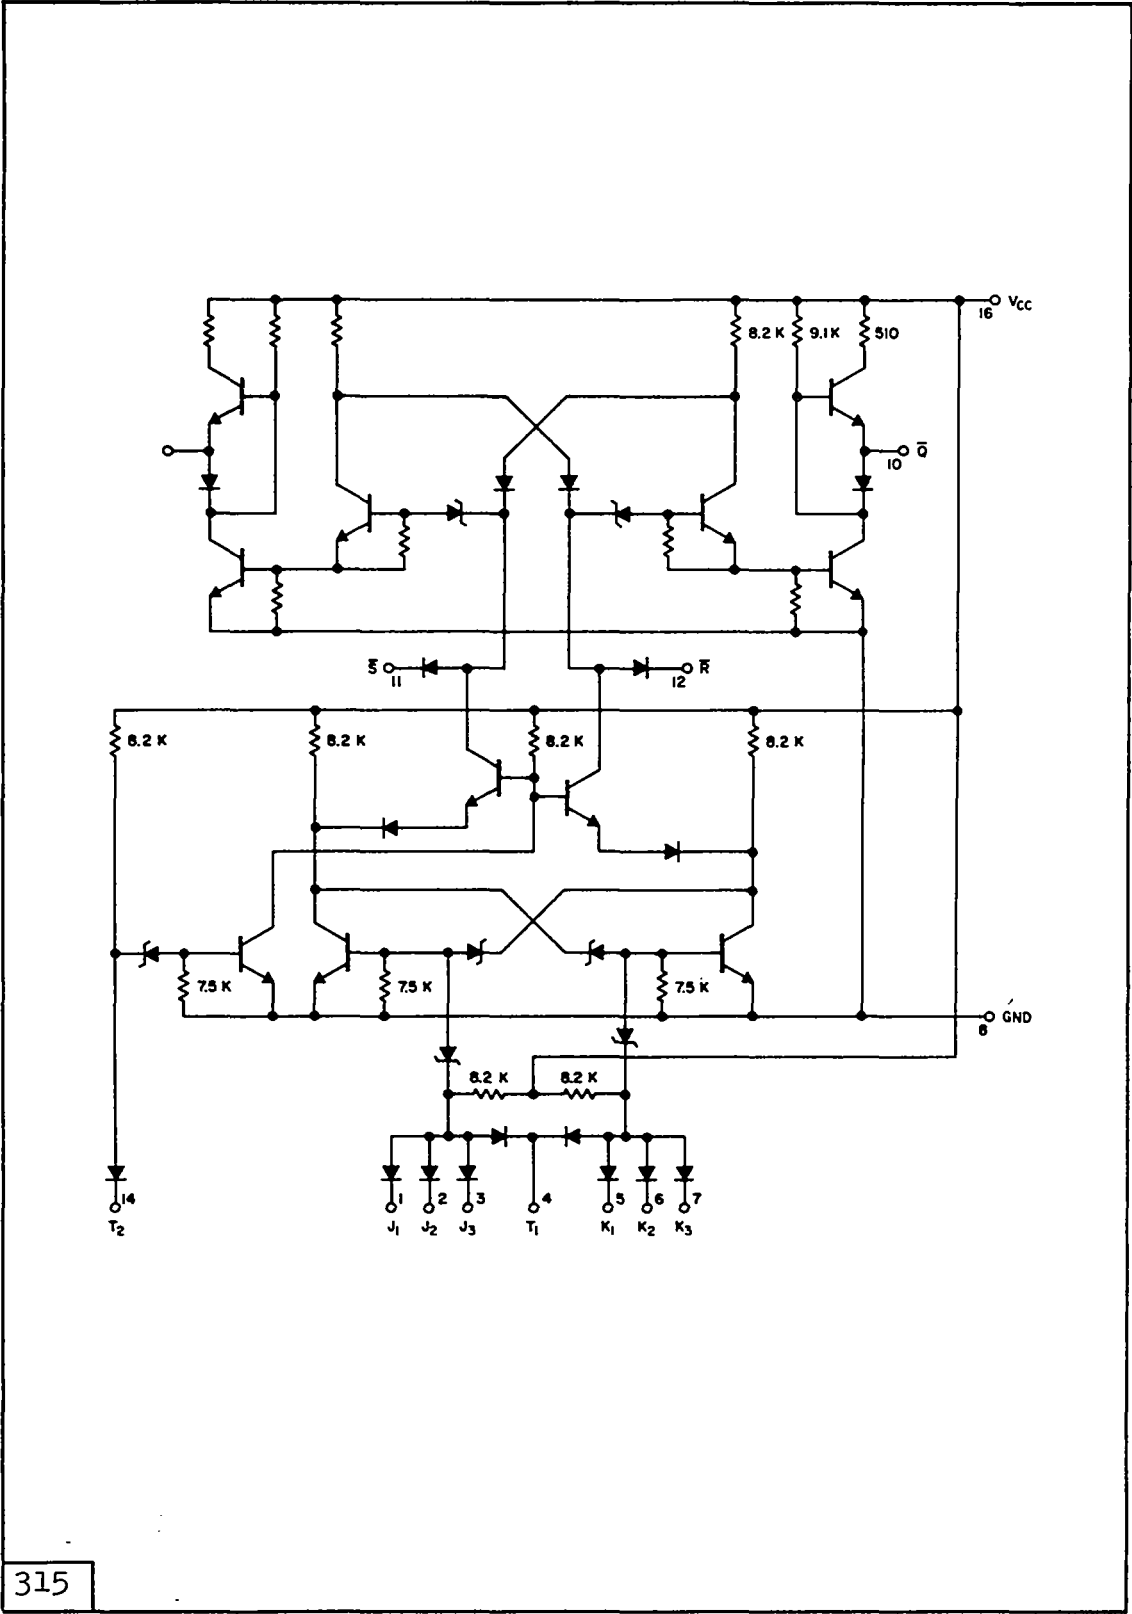 V_CC
16
8.2 K 9.1 K 510
Q̅
10
S̅
11
R̅
12
8.2 K 8.2 K 8.2 K 8.2 K
7.5 K 7.5 K 7.5 K
GND
8
8.2 K 8.2 K
14 1 2 3 4 5 6 7
T₂ J₁ J₂ J₃ T₁ K₁ K₂ K₃
315